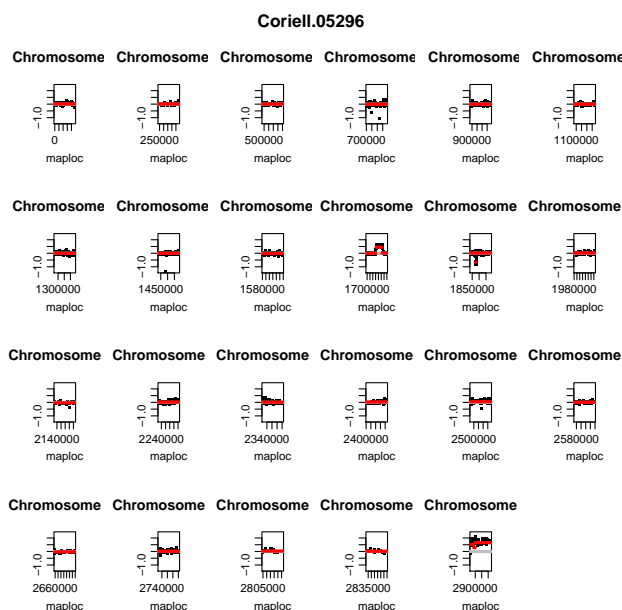 Coriell.05296
Chromosome Chromosome Chromosome Chromosome Chromosome Chromosome
-1.0 -1.0 -1.0 -1.0 -1.0 -1.0
0 250000 500000 700000 900000 1100000
maploc maploc maploc maploc maploc maploc
Chromosome Chromosome Chromosome Chromosome Chromosome Chromosome
-1.0 -1.0 -1.0 -1.0 -1.0 -1.0
1300000 1450000 1580000 1700000 1850000 1980000
maploc maploc maploc maploc maploc maploc
Chromosome Chromosome Chromosome Chromosome Chromosome Chromosome
-1.0 -1.0 -1.0 -1.0 -1.0 -1.0
2140000 2240000 2340000 2400000 2500000 2580000
maploc maploc maploc maploc maploc maploc
Chromosome Chromosome Chromosome Chromosome Chromosome
-1.0 -1.0 -1.0 -1.0 -1.0
2660000 2740000 2805000 2835000 2900000
maploc maploc maploc maploc maploc